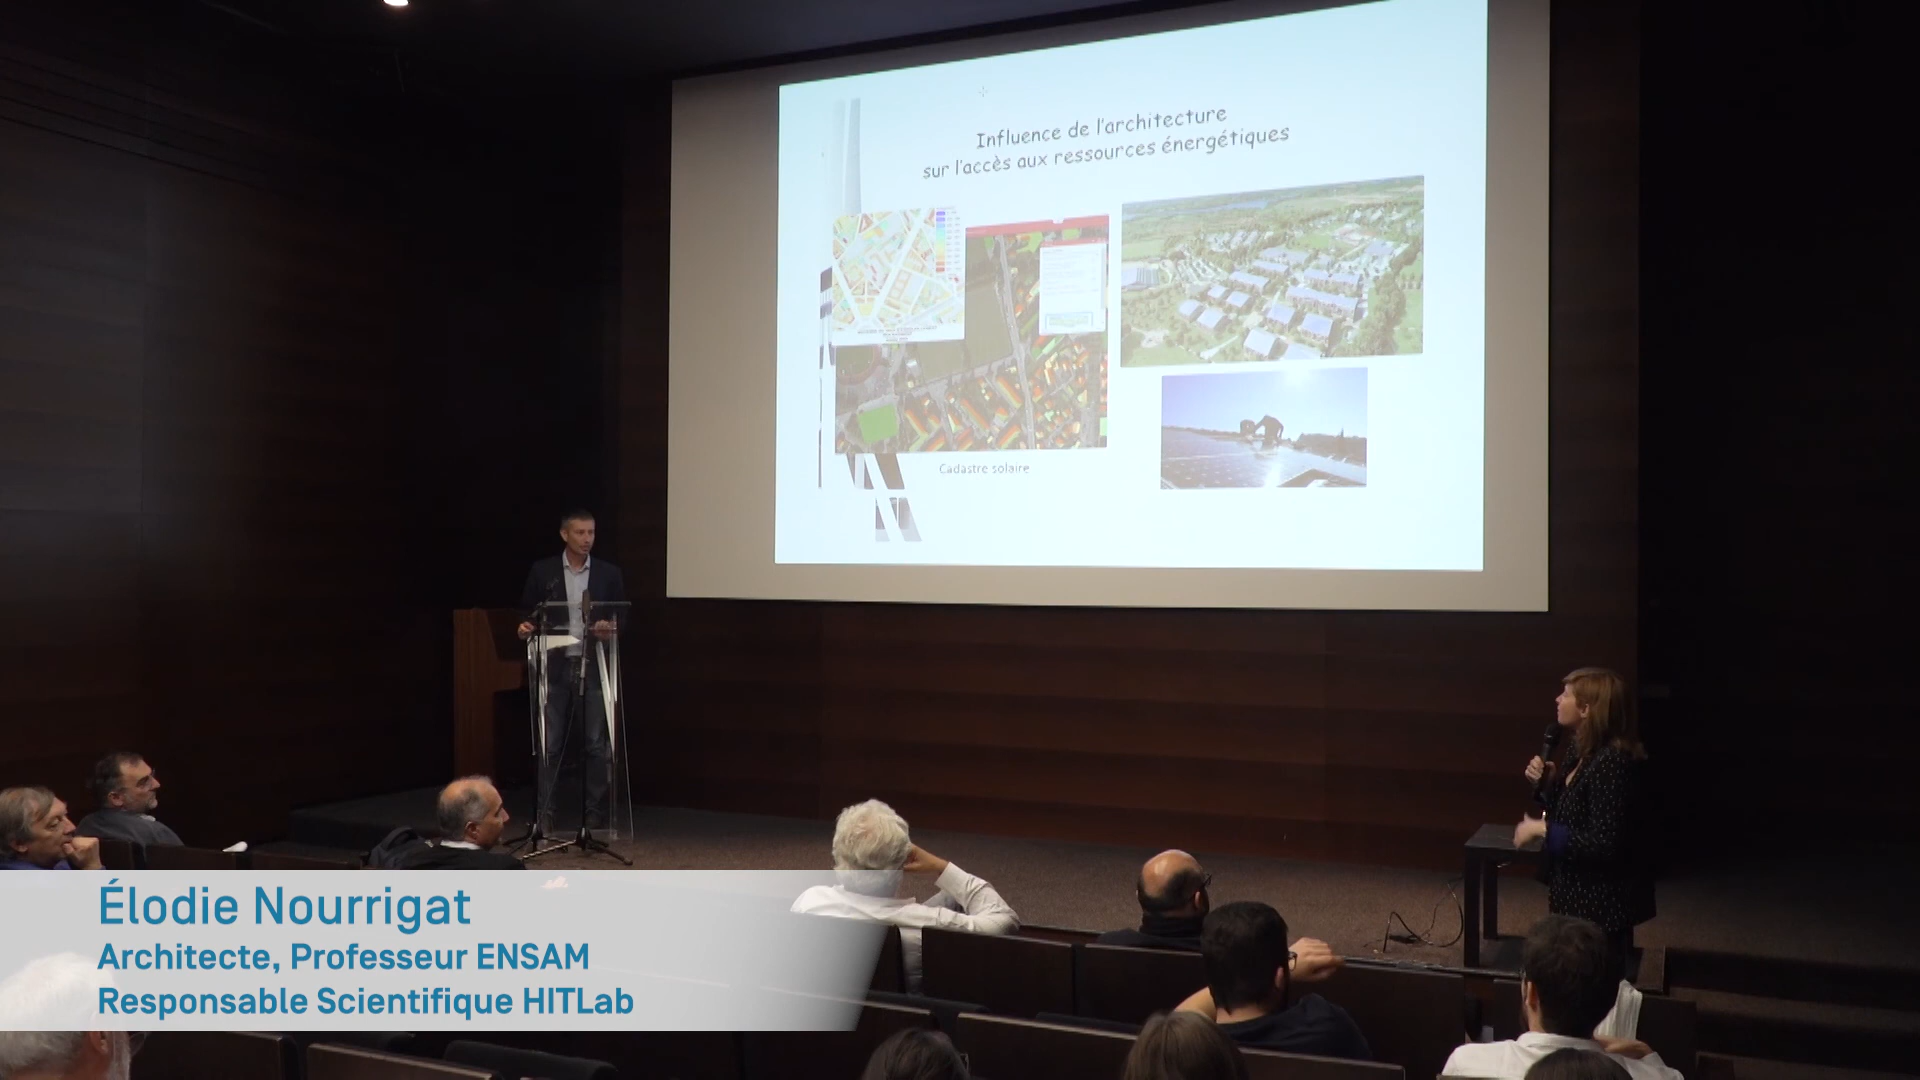 Influence de l'architecture
sur l'accès aux ressources énergétiques
Cadastre solaire
Élodie Nourrigat
Architecte, Professeur ENSAM
Responsable Scientifique HITLab